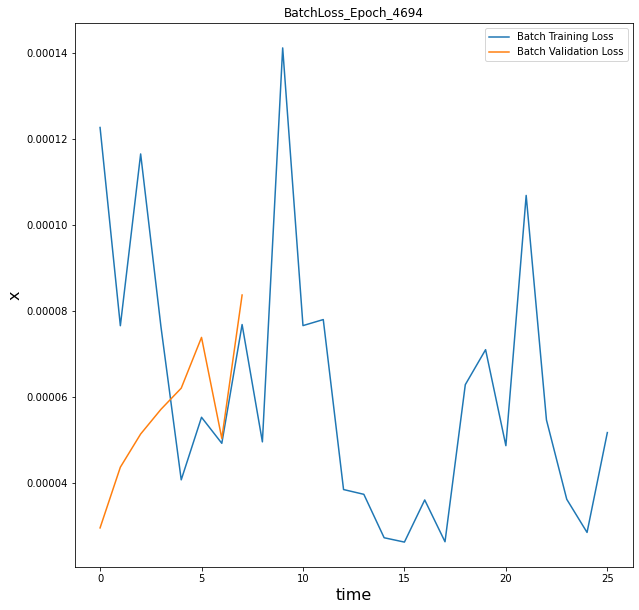 BatchLoss_Epoch_4694
Batch Training Loss
Batch Validation Loss
0.00014
0.00012
0.00010
0.00008
0.00006
0.00004
x
0 5 10 15 20 25
time